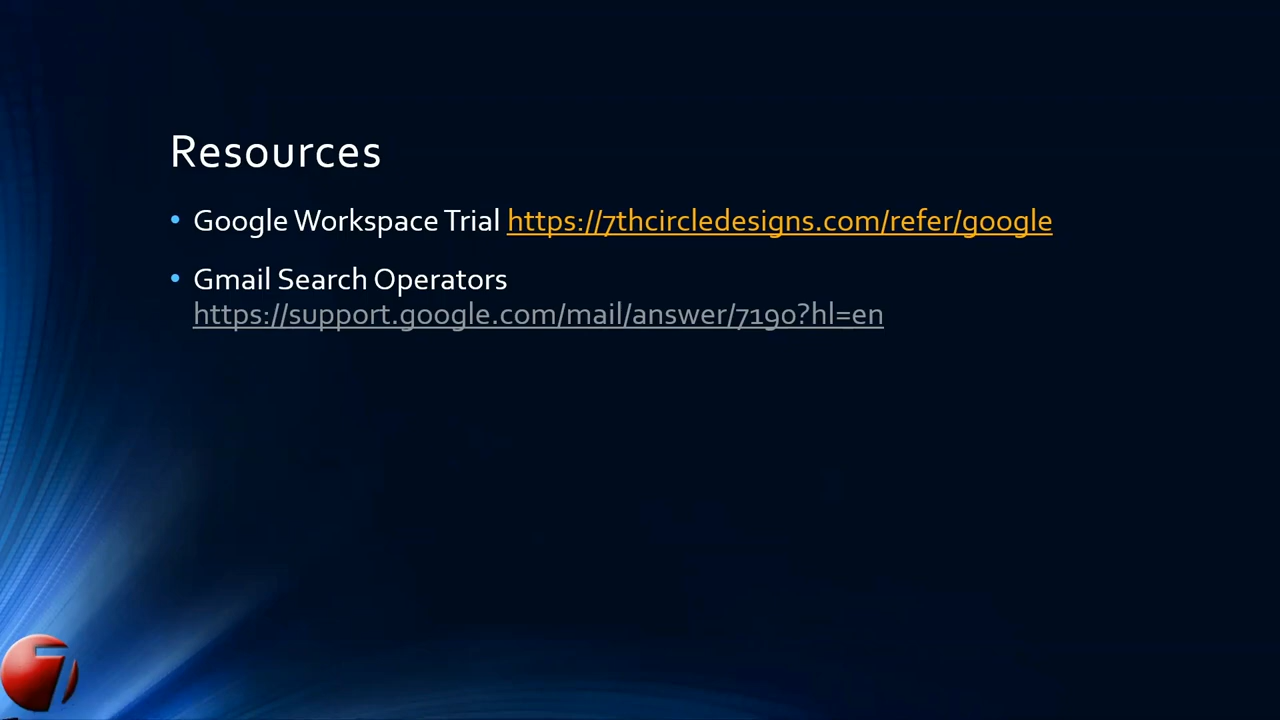 Resources
• Google Workspace Trial https://7thcircledesigns.com/refer/google
• Gmail Search Operators
https://support.google.com/mail/answer/7190?hl=en
7